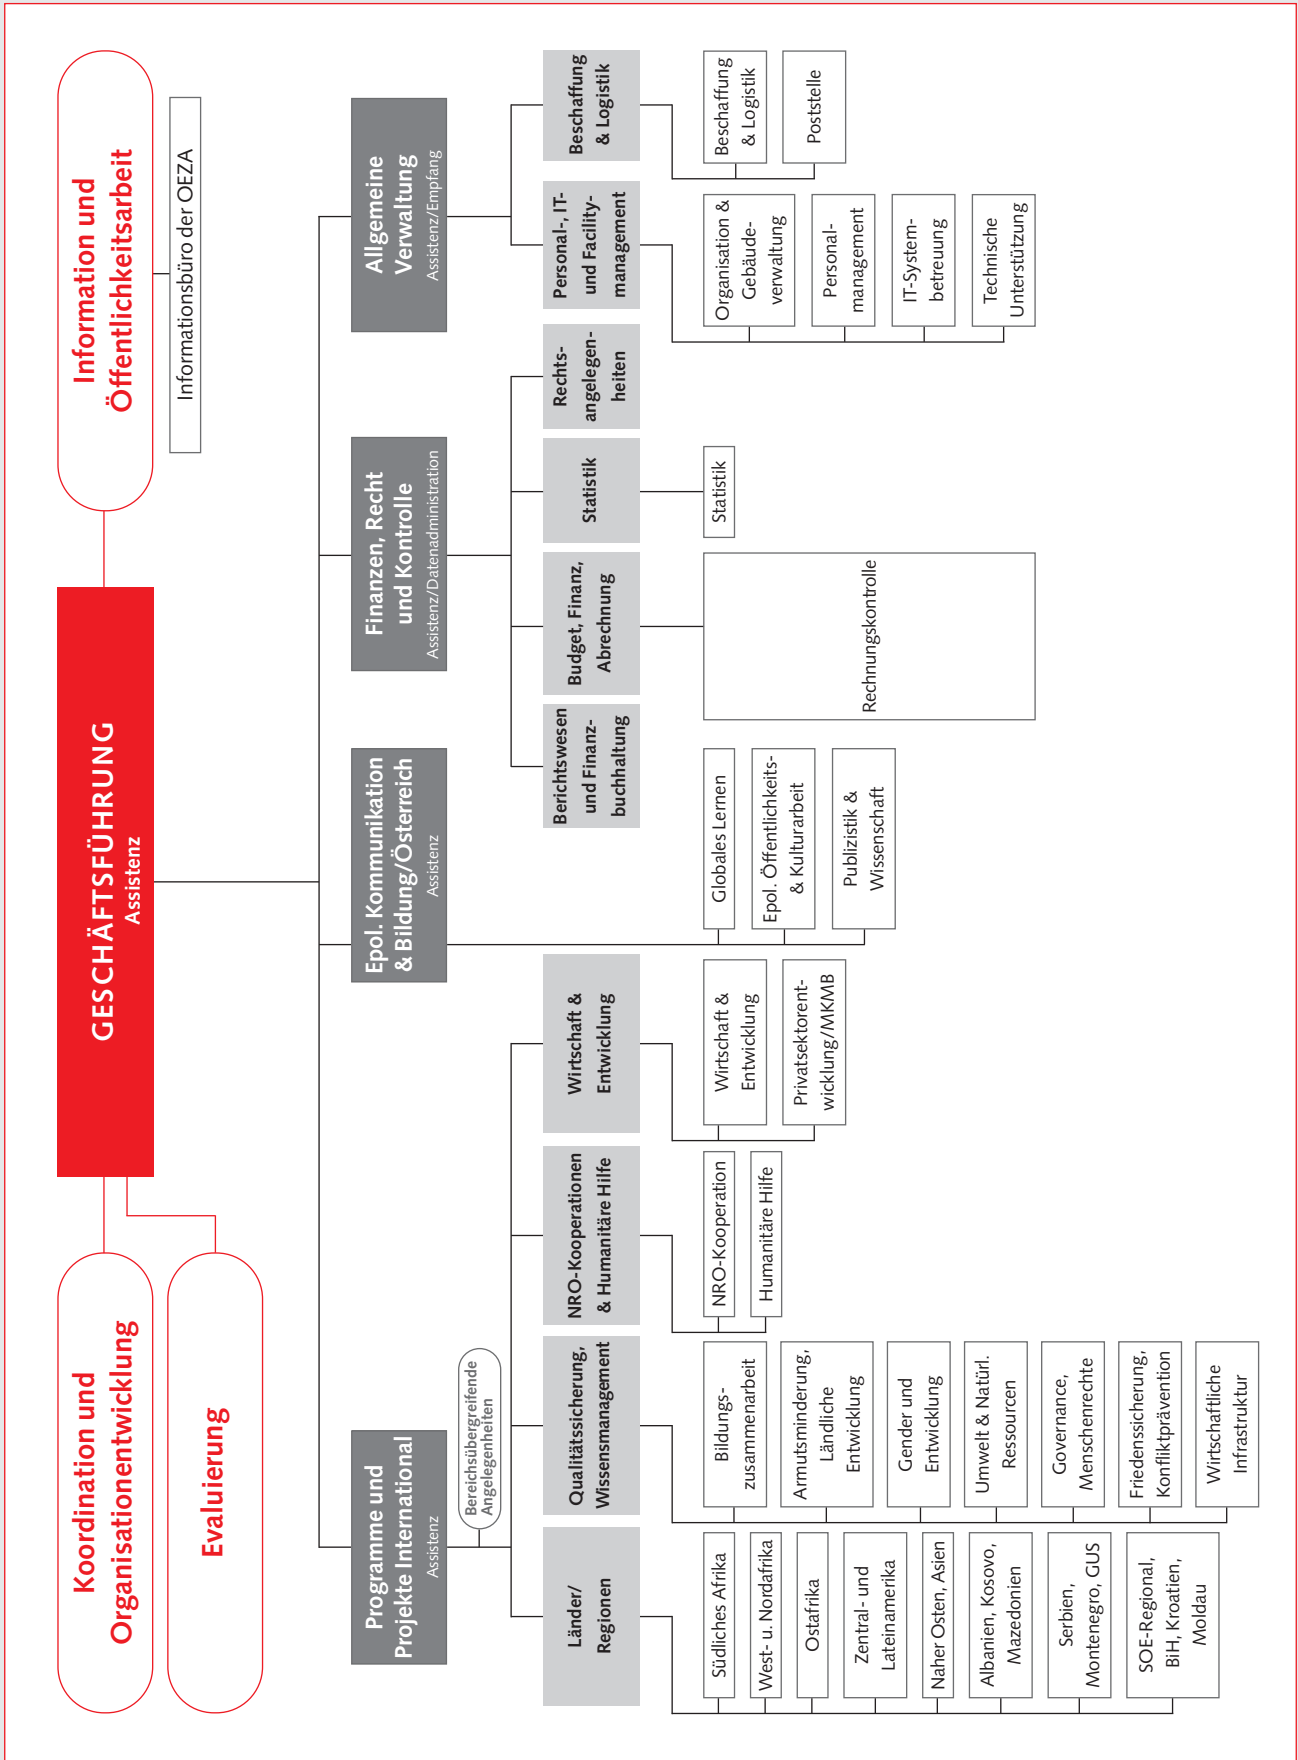 GESCHÄFTSFÜHRUNG
Assistenz
Koordination und
Organisationentwicklung
Evaluierung
Information und
Öffentlichkeitsarbeit
Informationsbüro der OEZA
Programme und
Projekte International
Assistenz
Bereichsübergreifende
Angelegenheiten
Länder/
Regionen
Südliches Afrika
West- u. Nordafrika
Ostafrika
Zentral- und
Lateinamerika
Naher Osten, Asien
Albanien, Kosovo,
Mazedonien
Serbien,
Montenegro, GUS
SOE-Regional,
BiH, Kroatien,
Moldau
Qualitätssicherung,
Wissensmanagement
Bildungs-
zusammenarbeit
Armutsminderung,
Ländliche
Entwicklung
Gender und
Entwicklung
Umwelt & Natürl.
Ressourcen
Governance,
Menschenrechte
Friedenssicherung,
Konfliktprävention
Wirtschaftliche
Infrastruktur
NRO-Kooperationen
& Humanitäre Hilfe
NRO-Kooperation
Humanitäre Hilfe
Wirtschaft &
Entwicklung
Wirtschaft &
Entwicklung
Privatsektorent-
wicklung/MKMB
Epol. Kommunikation
& Bildung/Österreich
Assistenz
Globales Lernen
Epol. Öffentlichkeits-
& Kulturarbeit
Publizistik &
Wissenschaft
Finanzen, Recht
und Kontrolle
Assistenz/Datenadministration
Berichtswesen
und Finanz-
buchhaltung
Budget, Finanz,
Abrechnung
Rechnungskontrolle
Statistik
Statistik
Rechts-
angelegen-
heiten
Allgemeine
Verwaltung
Assistenz/Empfang
Personal-, IT-
und Facility-
management
Organisation &
Gebäude-
verwaltung
Personal-
management
IT-System-
betreuung
Technische
Unterstützung
Beschaffung
& Logistik
Beschaffung
& Logistik
Poststelle